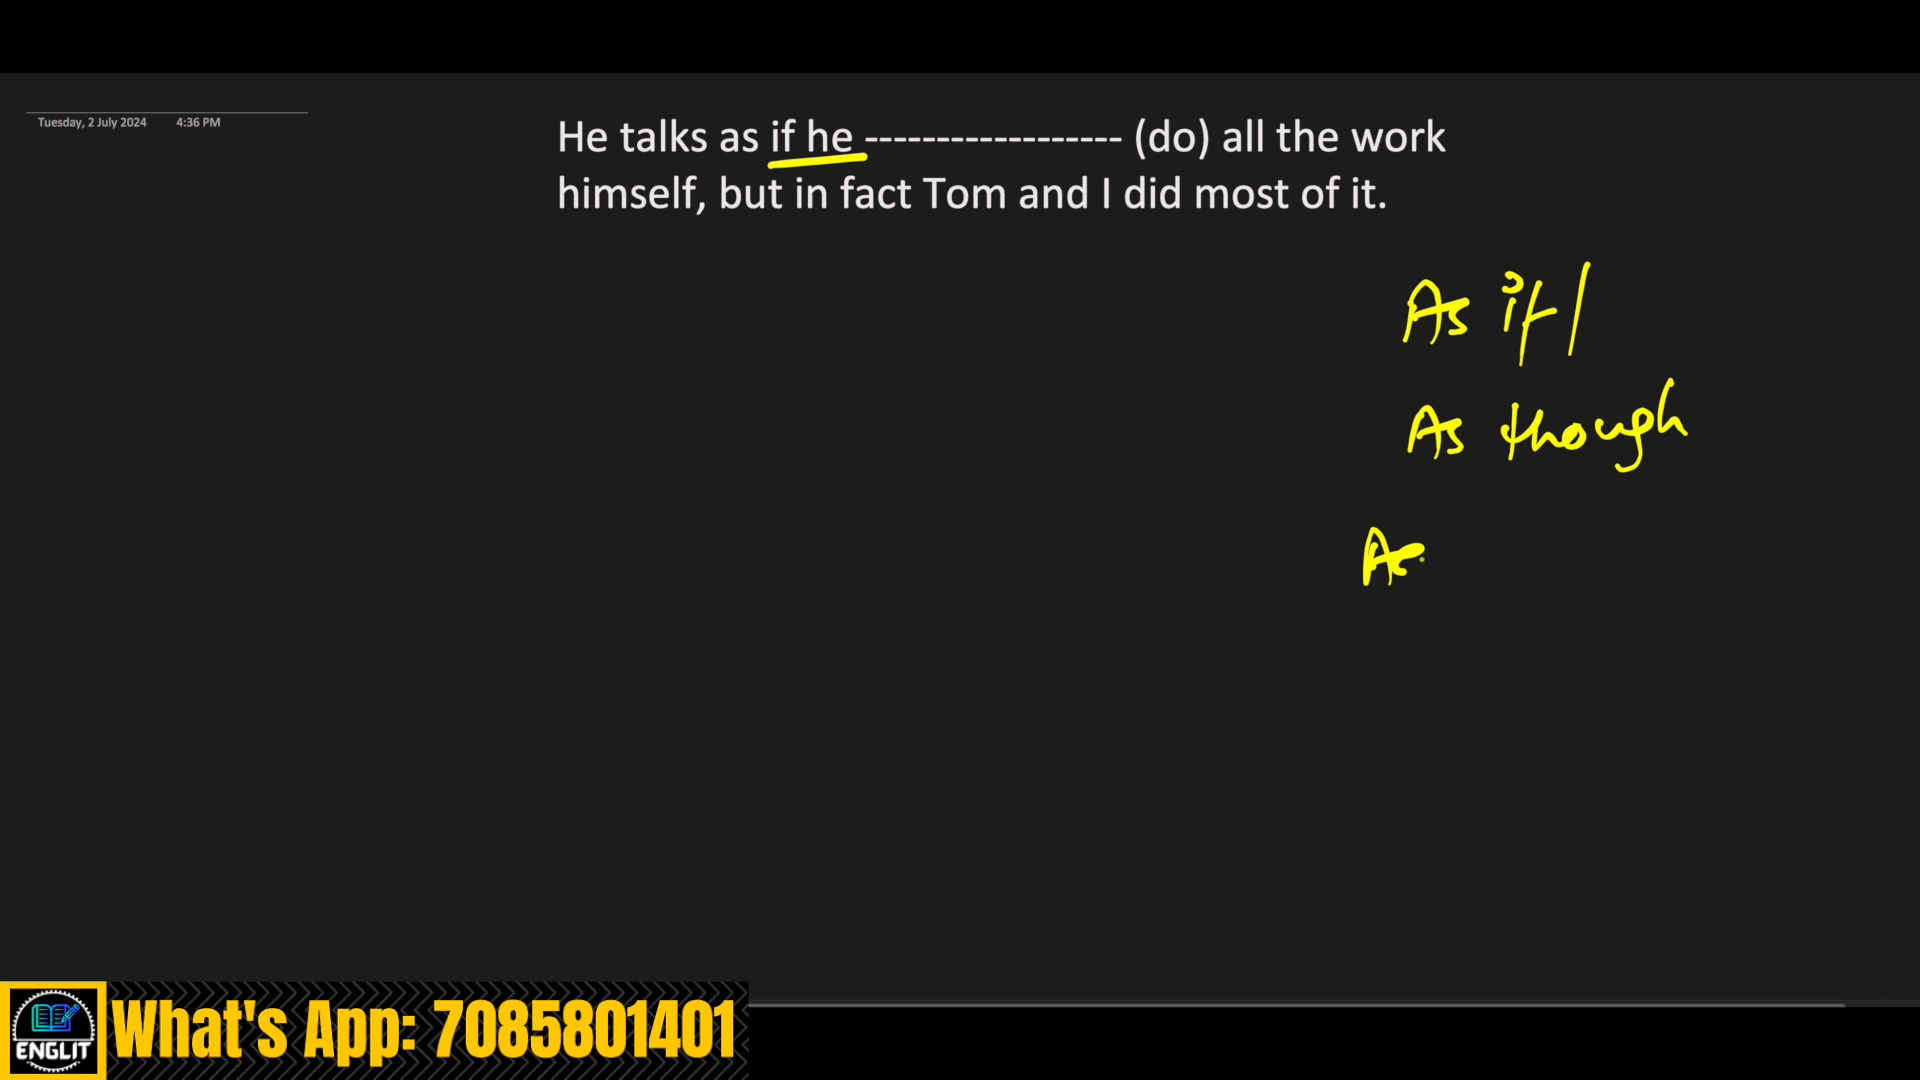 Tuesday, 2 July 2024 4:36 PM
He talks as if he ------------------ (do) all the work
himself, but in fact Tom and I did most of it.
As if /
As though
As
ENGLIT
What's App: 7085801401